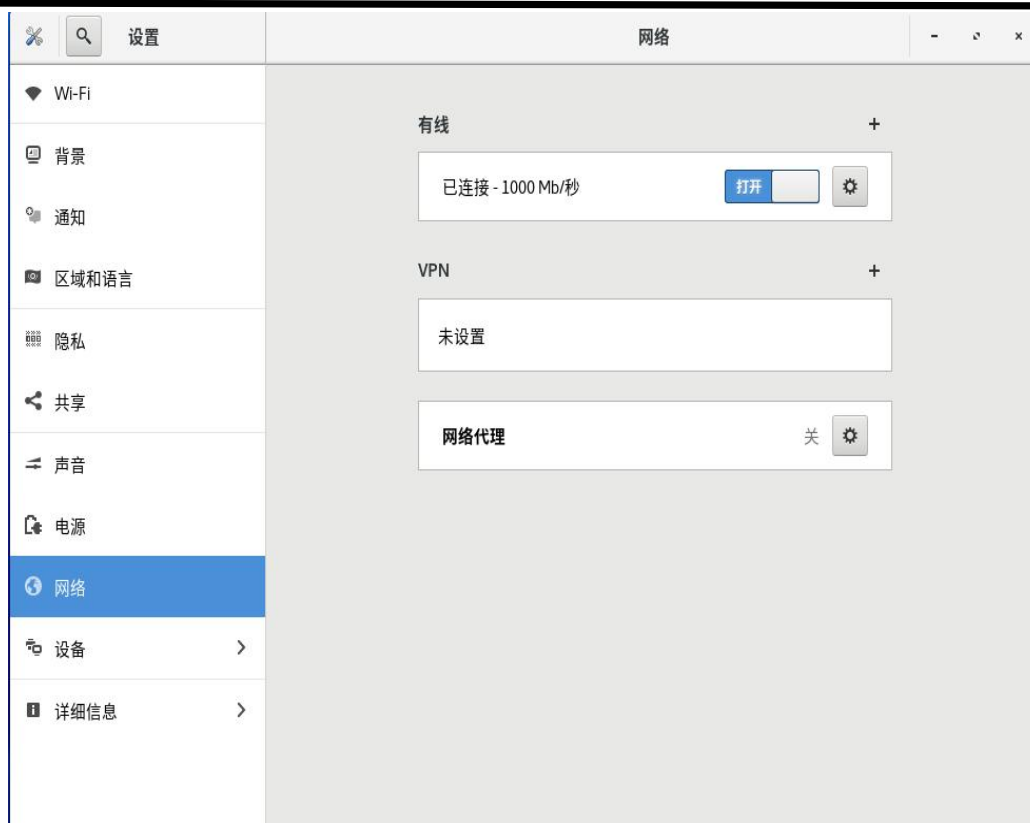 设置
网络
Wi-Fi
背景
通知
区域和语言
隐私
共享
声音
电源
网络
设备
详细信息
有线
已连接 - 1000 Mb/秒
打开
VPN
未设置
网络代理
关